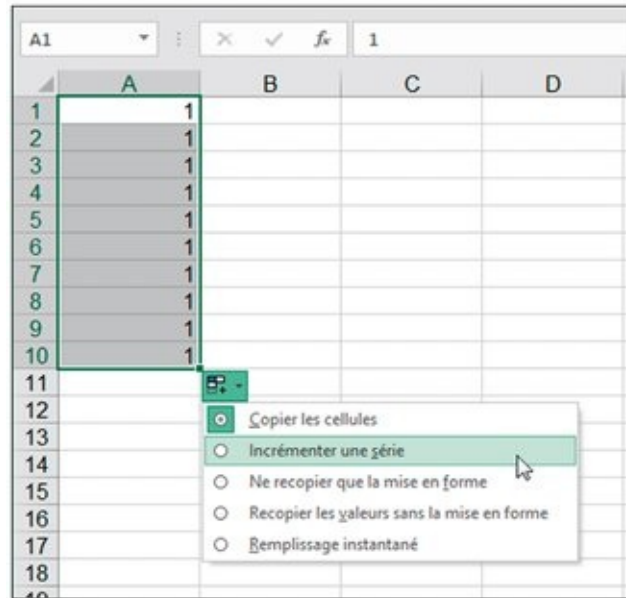 A1 fx 1
A B C D
1 1
2 1
3 1
4 1
5 1
6 1
7 1
8 1
9 1
10 1
11
12 Copier les cellules
13 Incrémenter une série
14 Ne recopier que la mise en forme
15
16 Recopier les valeurs sans la mise en forme
17 Remplissage instantané
18